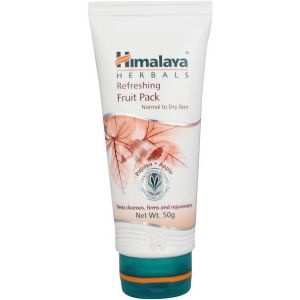 Himalaya
HERBALS
Refreshing
Fruit Pack
Normal to Dry Skin
Papaya • Apple
Deep cleanses, firms and rejuvenates
Net Wt. 50g